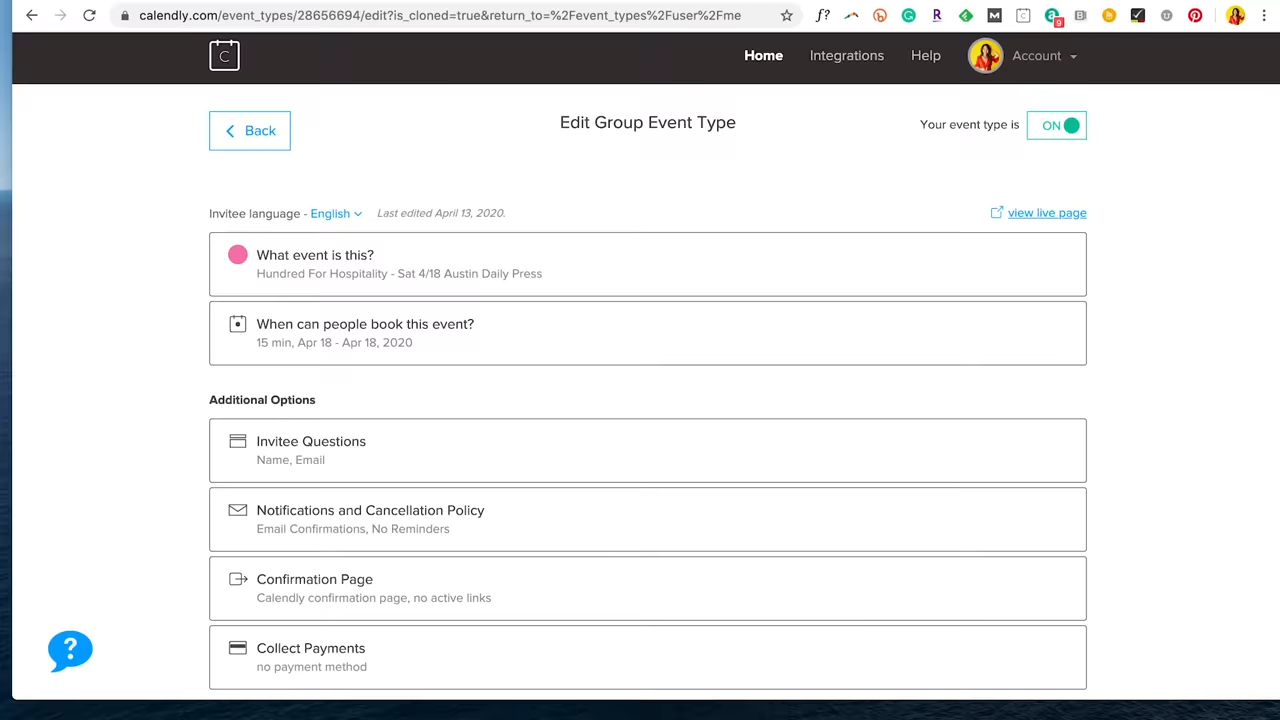 calendly.com/event_types/28656694/edit?is_cloned=true&return_to=%2Fevent_types%2Fuser%2Fme
f?
R
M
C
9
C
Home
Integrations
Help
Account
Back
Edit Group Event Type
Your event type is
ON
Invitee language - English
Last edited April 13, 2020.
view live page
What event is this?
Hundred For Hospitality - Sat 4/18 Austin Daily Press
When can people book this event?
15 min, Apr 18 - Apr 18, 2020
Additional Options
Invitee Questions
Name, Email
Notifications and Cancellation Policy
Email Confirmations, No Reminders
Confirmation Page
Calendly confirmation page, no active links
Collect Payments
no payment method
?